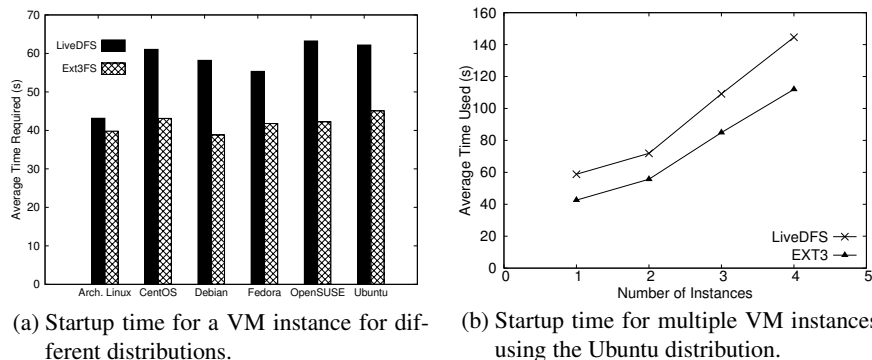 70
60
50
40
30
20
10
0
Average Time Required (s)
LiveDFS
Ext3FS
Arch. Linux CentOS Debian Fedora OpenSUSE Ubuntu
(a) Startup time for a VM instance for dif-
ferent distributions.
160
140
120
100
80
60
40
20
0
Average Time Used (s)
LiveDFS
EXT3
0 1 2 3 4 5
Number of Instances
(b) Startup time for multiple VM instances
using the Ubuntu distribution.